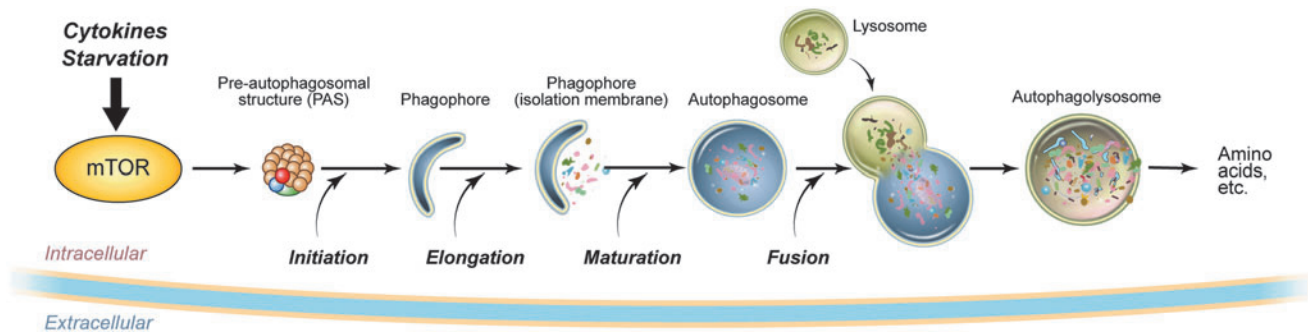 Cytokines
Starvation
mTOR
Pre-autophagosomal
structure (PAS)
Phagophore
Phagophore
(isolation membrane)
Autophagosome
Lysosome
Autophagolysosome
Amino
acids,
etc.
Initiation
Elongation
Maturation
Fusion
Intracellular
Extracellular